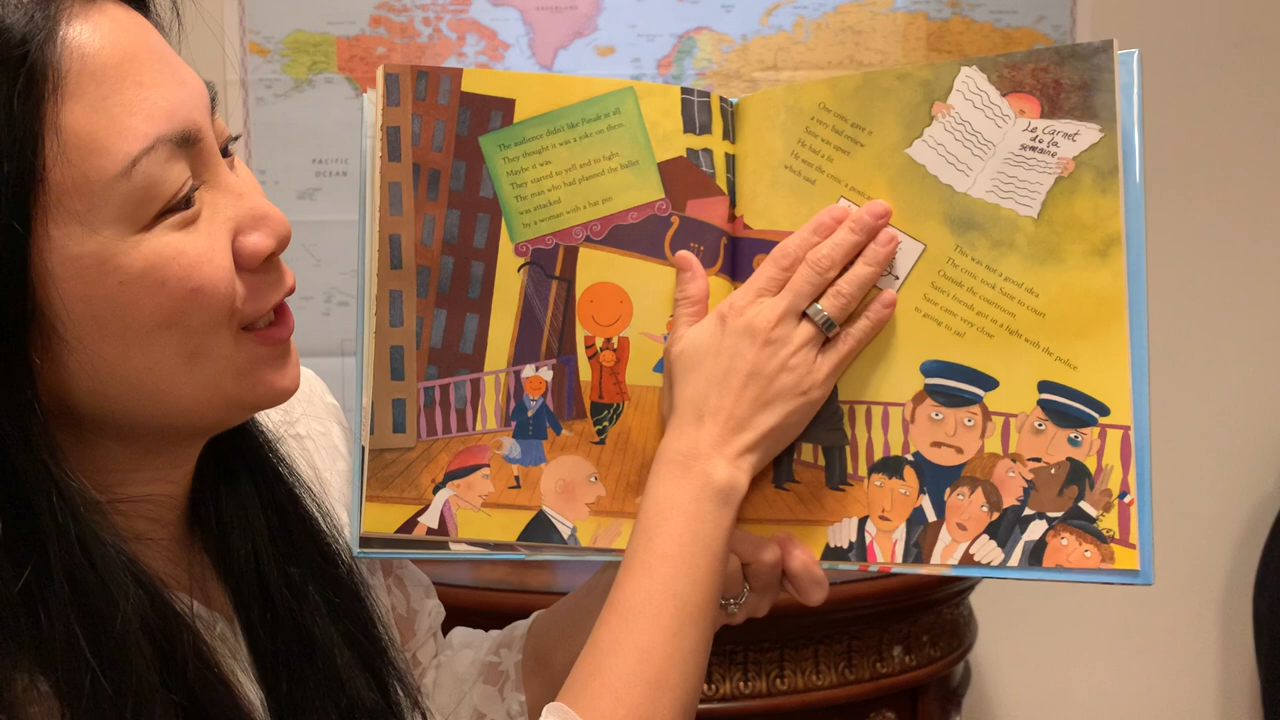 PACIFIC
OCEAN
The audience didn't like Parade at all.
They thought it was a joke on them.
Maybe it was.
They started to yell and to fight.
The man who had planned the ballet
was attacked
by a woman with a hat pin
One critic gave it
a very bad review.
Satie was upset.
He had a fit.
He sent the critic a postcard
which said
Le Carnet
de la
semaine
This was not a good idea.
The critic took Satie to court.
Outside the courtroom,
Satie's friends got in a fight with the police.
Satie came very close
to going to jail